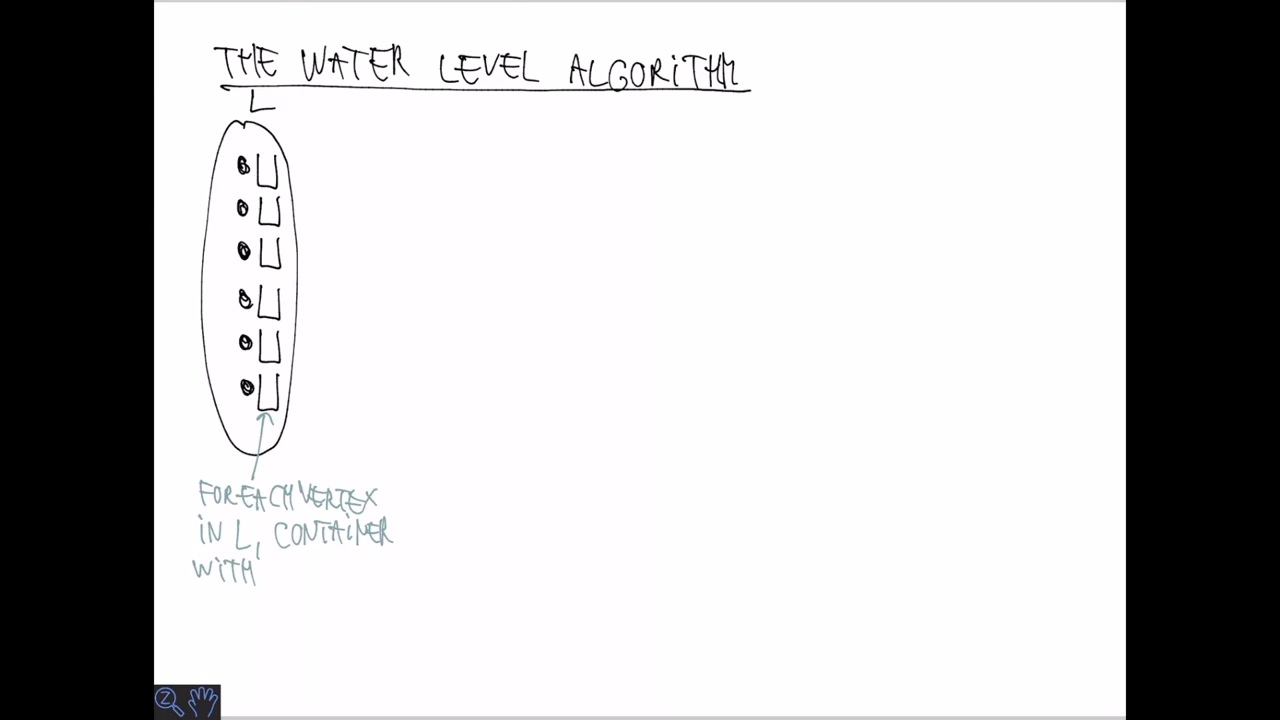 THE WATER LEVEL ALGORITHM
L
FOR EACH VERTEX
iN L, CONTAiNER
WiTH
Z